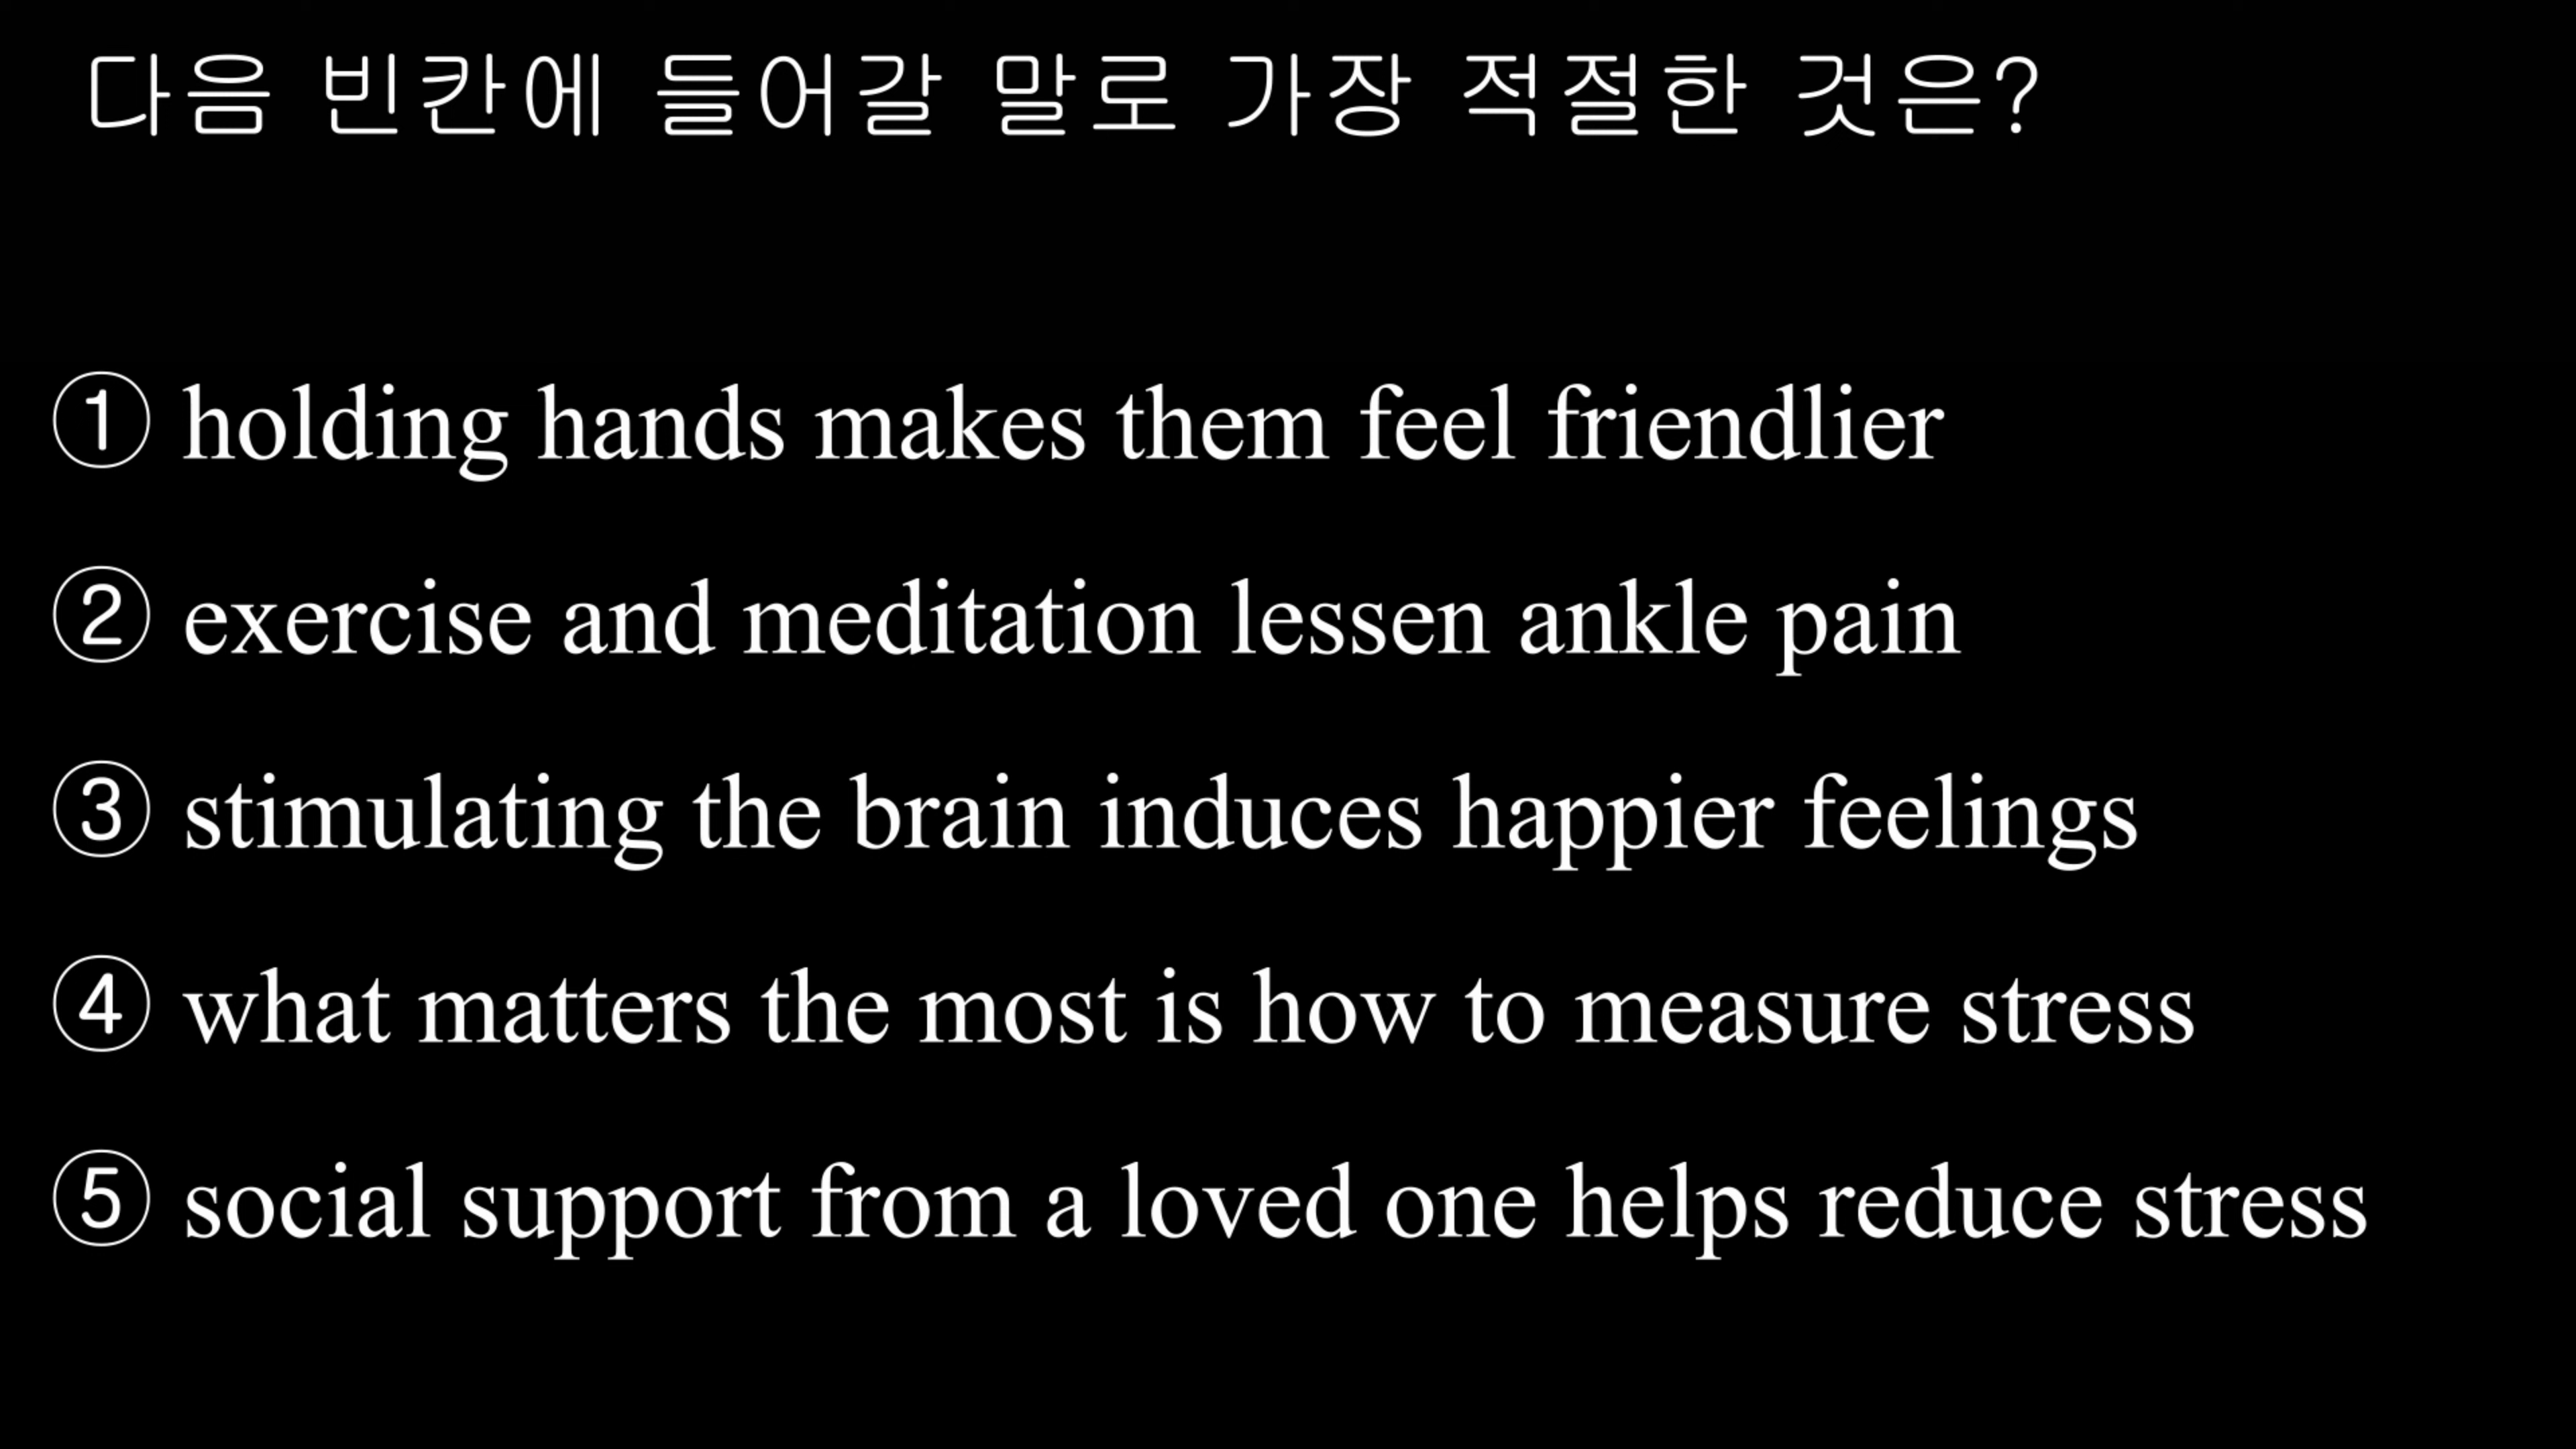 다음 빈칸에 들어갈 말로 가장 적절한 것은?
① holding hands makes them feel friendlier
② exercise and meditation lessen ankle pain
③ stimulating the brain induces happier feelings
④ what matters the most is how to measure stress
⑤ social support from a loved one helps reduce stress